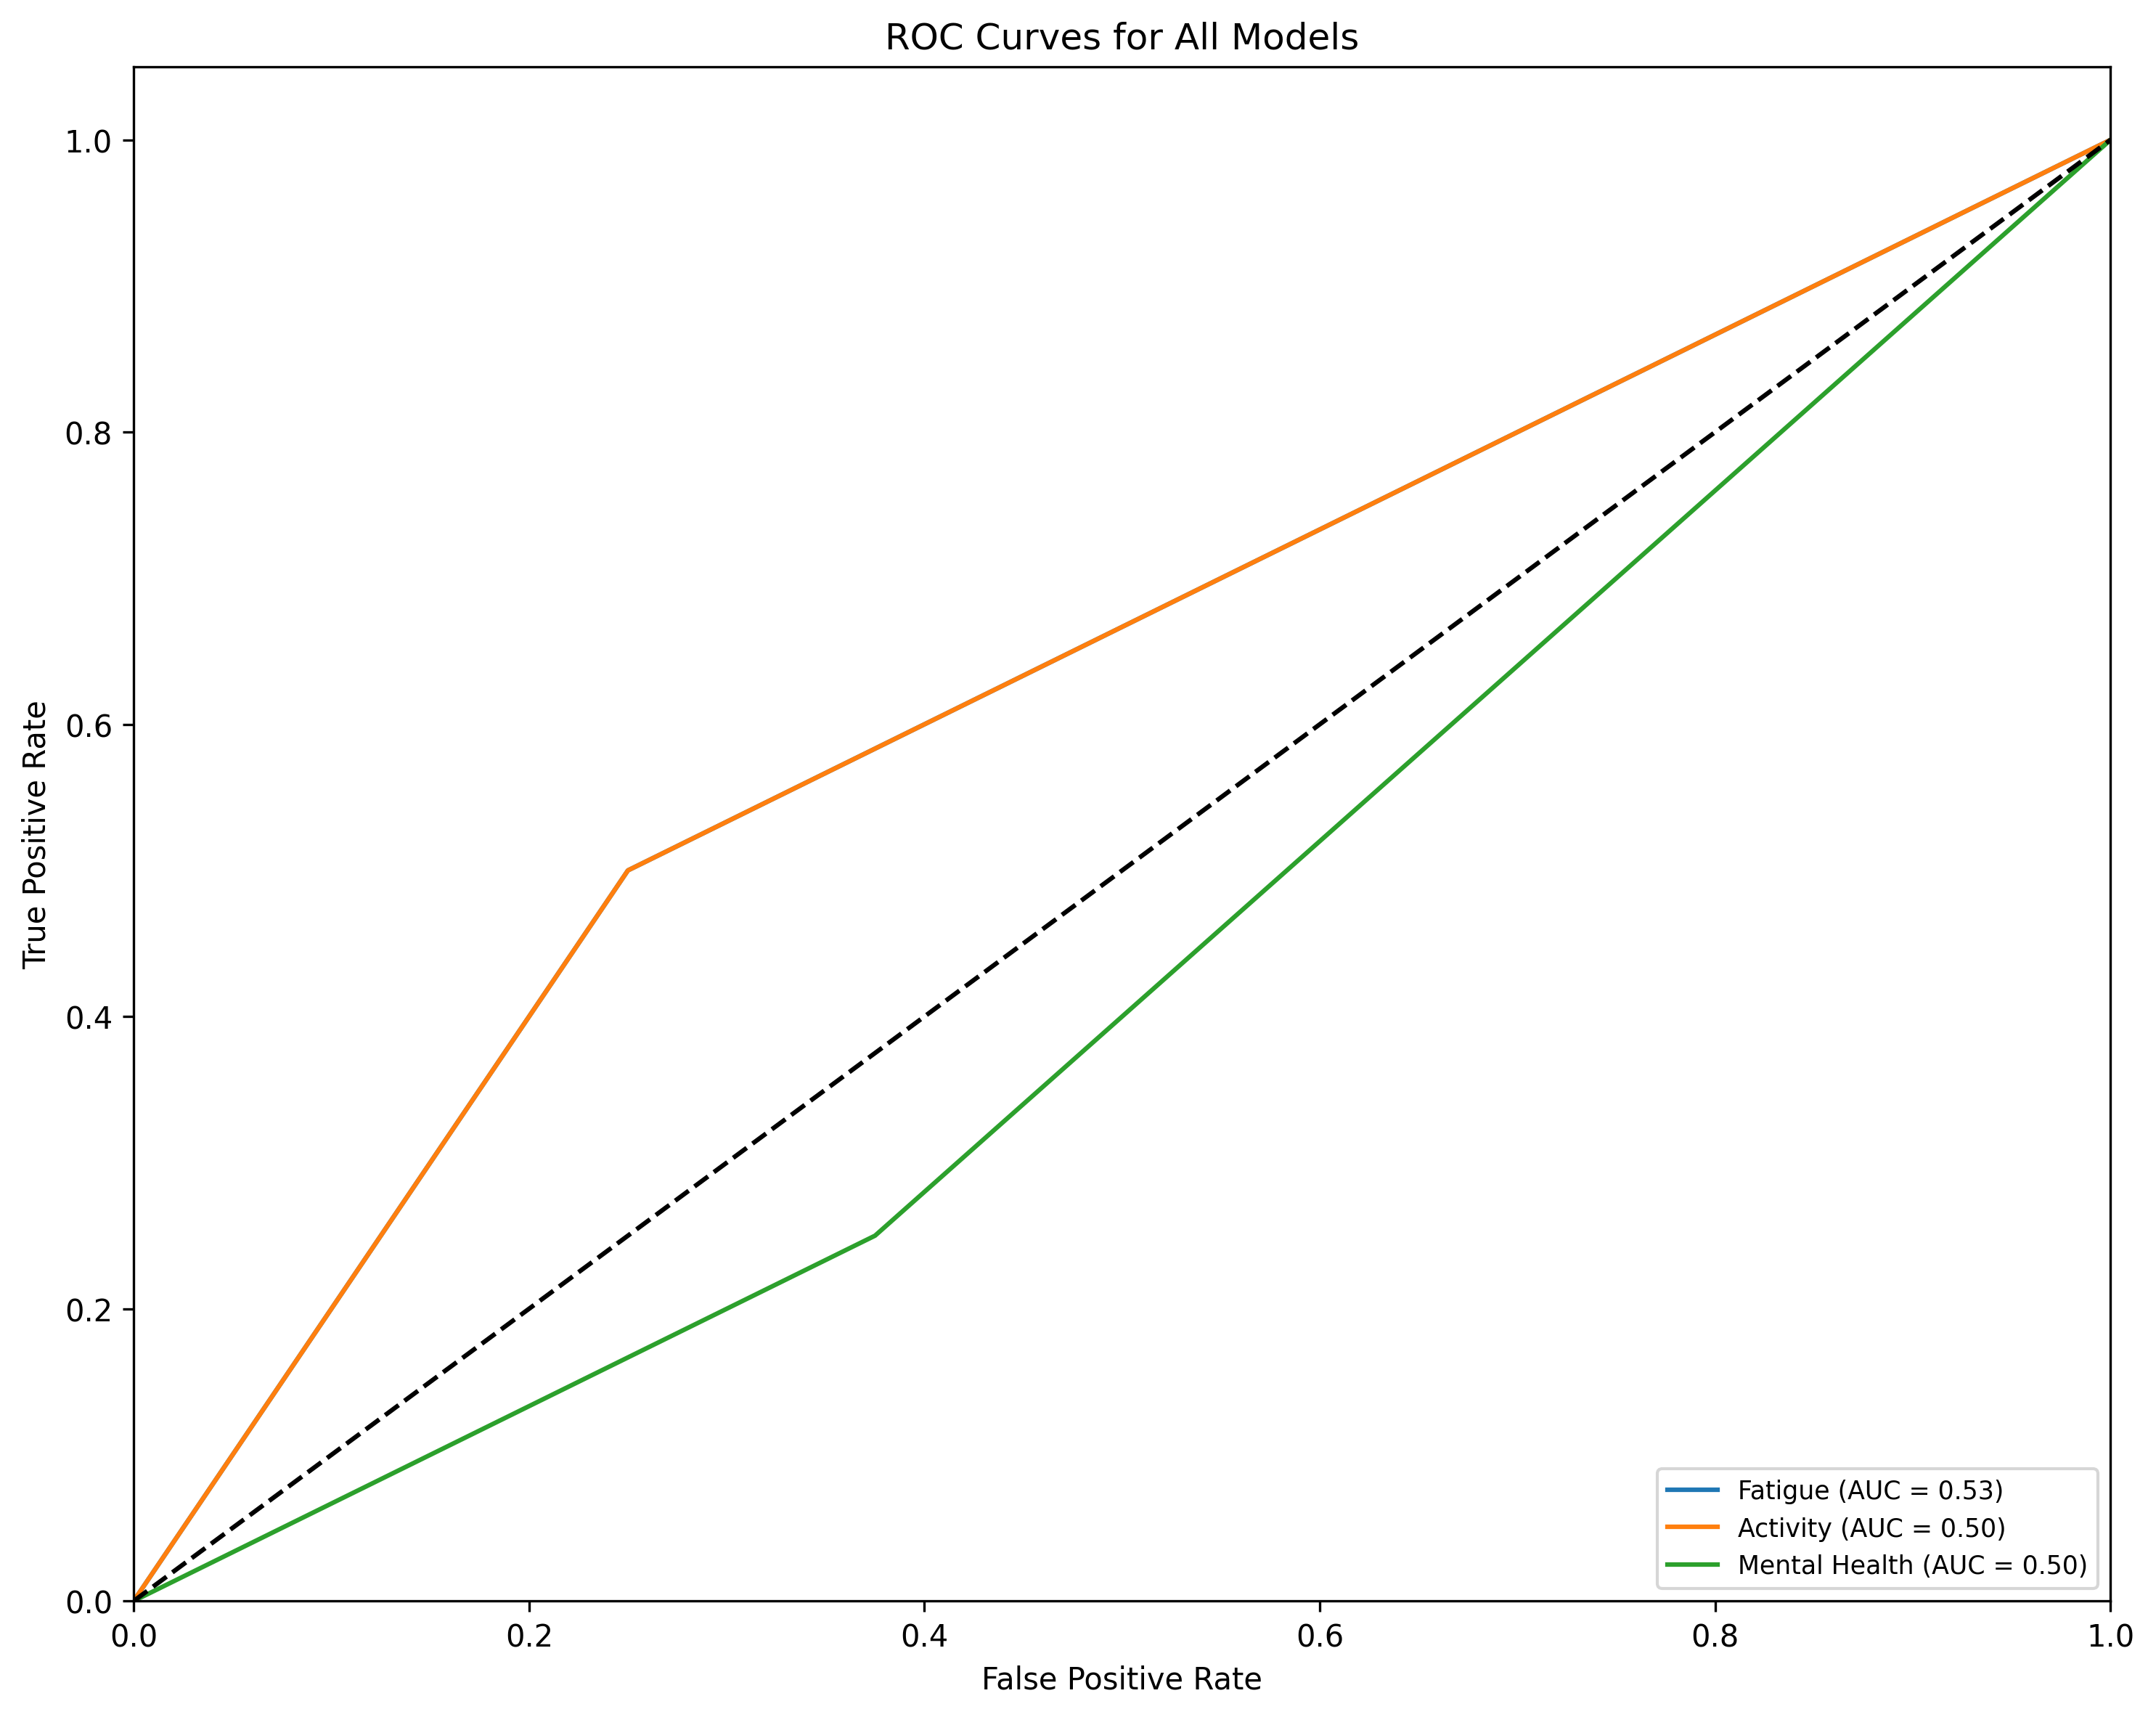 ROC Curves for All Models
True Positive Rate
1.0
0.8
0.6
0.4
0.2
0.0
0.0 0.2 0.4 0.6 0.8 1.0
False Positive Rate
Fatigue (AUC = 0.53)
Activity (AUC = 0.50)
Mental Health (AUC = 0.50)